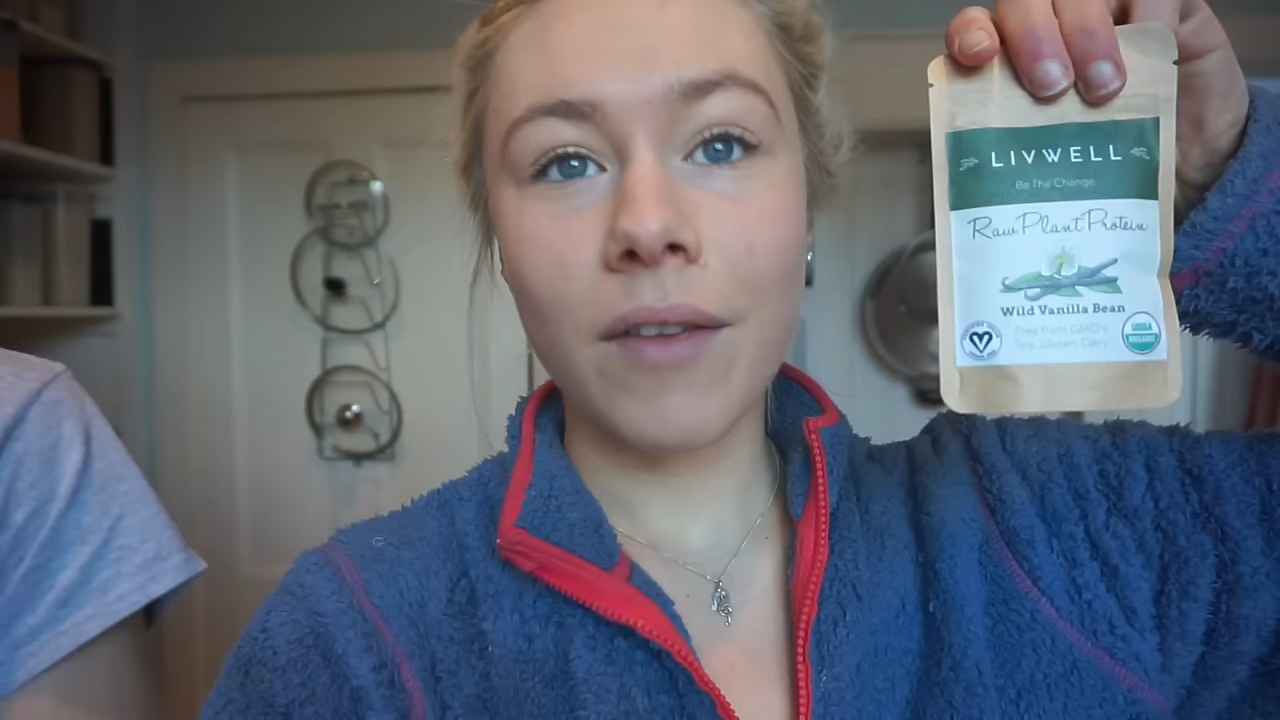 LIVWELL
Be The Change
Raw Plant Protein
Wild Vanilla Bean
Free From GMO's
Soy, Gluten, Dairy
USDA
ORGANIC